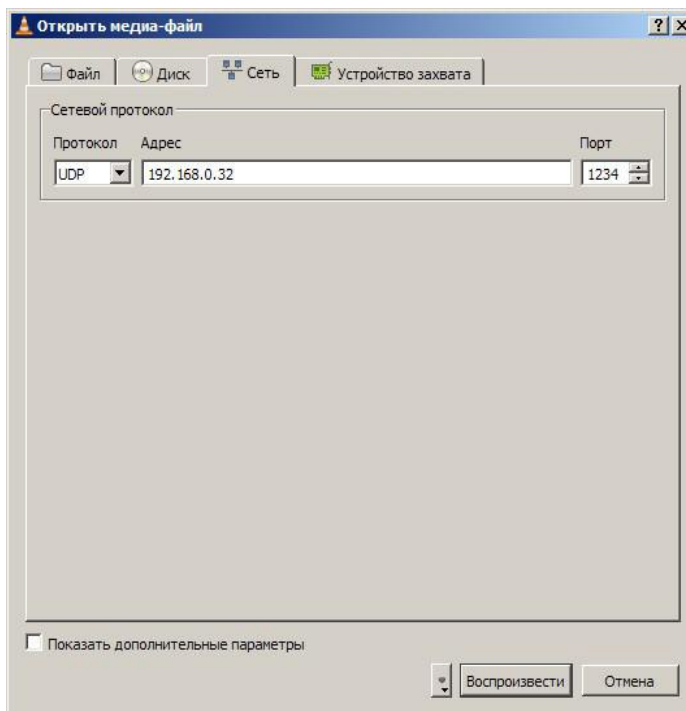 Открыть медиа-файл
Файл Диск Сеть Устройство захвата
Сетевой протокол
Протокол Адрес Порт
UDP 192.168.0.32 1234
Показать дополнительные параметры
Воспроизвести Отмена